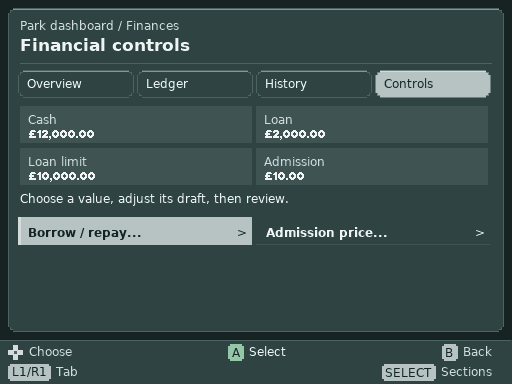 Park dashboard / Finances
Financial controls
Overview Ledger History Controls
Cash Loan
£12,000.00 £2,000.00
Loan limit Admission
£10,000.00 £10.00
Choose a value, adjust its draft, then review.
Borrow / repay... > Admission price... >
Choose A Select B Back
L1/R1 Tab SELECT Sections